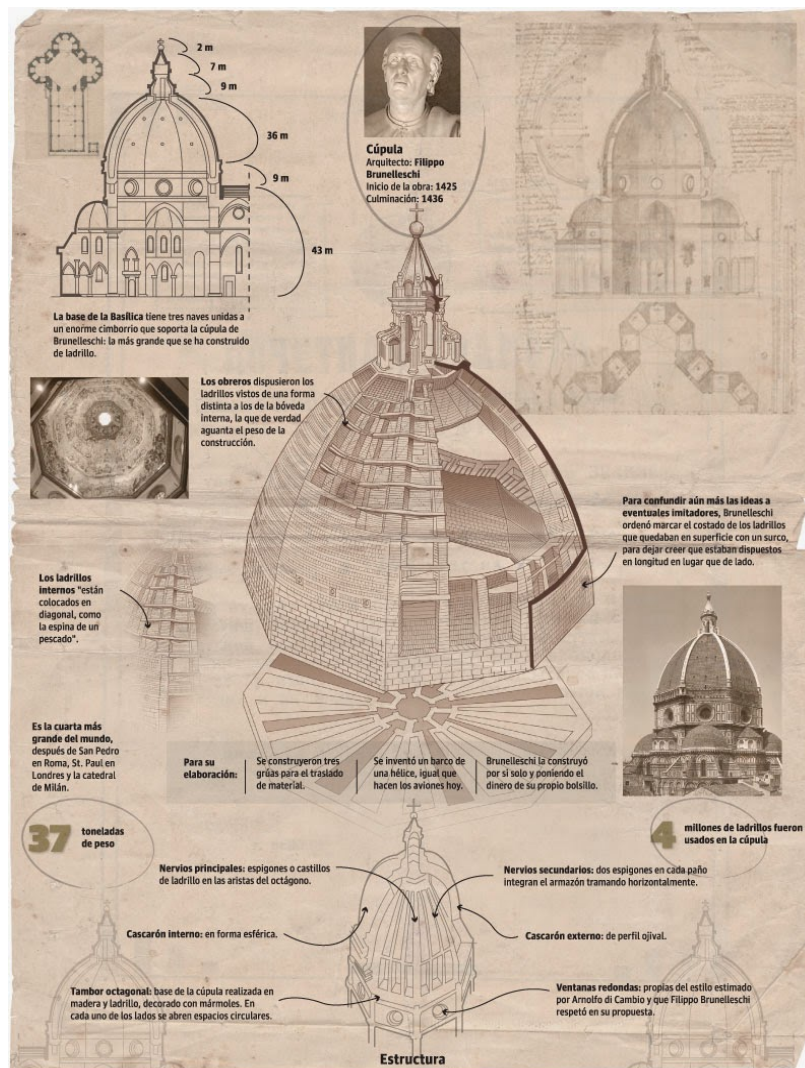 2 m
7 m
9 m
36 m
9 m
43 m
Cúpula
Arquitecto: Filippo
Brunelleschi
Inicio de la obra: 1425
Culminación: 1436
La base de la Basílica tiene tres naves unidas a
un enorme cimborrio que soporta la cúpula de
Brunelleschi: la más grande que se ha construido
de ladrillo.
Los obreros dispusieron los
ladrillos vistos de una forma
distinta a los de la bóveda
interna, la que de verdad
aguanta el peso de la
construcción.
Para confundir aún más las ideas a
eventuales imitadores, Brunelleschi
ordenó marcar el costado de los ladrillos
que quedaban en superficie con un surco,
para dejar creer que estaban dispuestos
en longitud en lugar que de lado.
Los ladrillos
internos "están
colocados en
diagonal, como
la espina de un
pescado".
Es la cuarta más
grande del mundo,
después de San Pedro
en Roma, St. Paul en
Londres y la catedral
de Milán.
Para su
elaboración:
Se construyeron tres
grúas para el traslado
de material.
Se inventó un barco de
una hélice, igual que
hacen los aviones hoy.
Brunelleschi la construyó
por si solo y poniendo el
dinero de su propio bolsillo.
37 toneladas
de peso
4 millones de ladrillos fueron
usados en la cúpula
Nervios principales: espigones o castillos
de ladrillo en las aristas del octágono.
Nervios secundarios: dos espigones en cada paño
integran el armazón tramando horizontalmente.
Cascarón interno: en forma esférica.
Cascarón externo: de perfil ojival.
Tambor octagonal: base de la cúpula realizada en
madera y ladrillo, decorado con mármoles. En
cada uno de los lados se abren espacios circulares.
Ventanas redondas: propias del estilo estimado
por Arnolfo di Cambio y que Filippo Brunelleschi
respetó en su propuesta.
Estructura